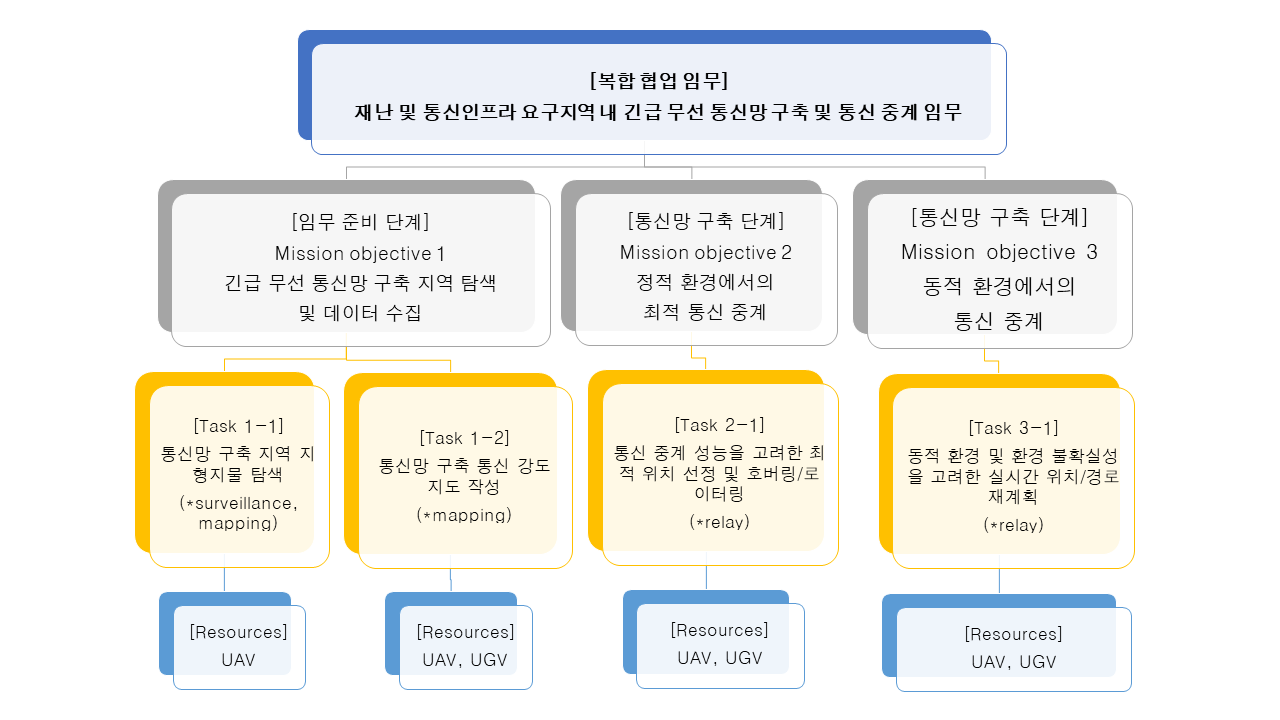 [복합 협업 임무]
재난 및 통신인프라 요구지역 내 긴급 무선 통신망 구축 및 통신 중계 임무
[임무 준비 단계]
Mission objective 1
긴급 무선 통신망 구축 지역 탐색
및 데이터 수집
[통신망 구축 단계]
Mission objective 2
정적 환경에서의
최적 통신 중계
[통신망 구축 단계]
Mission objective 3
동적 환경에서의
통신 중계
[Task 1-1]
통신망 구축 지역 지
형지물 탐색
(*surveillance,
mapping)
[Task 1-2]
통신망 구축 통신 강도
지도 작성
(*mapping)
[Task 2-1]
통신 중계 성능을 고려한 최
적 위치 선정 및 호버링/로
이터링
(*relay)
[Task 3-1]
동적 환경 및 환경 불확실성
을 고려한 실시간 위치/경로
재계획
(*relay)
[Resources]
UAV
[Resources]
UAV, UGV
[Resources]
UAV, UGV
[Resources]
UAV, UGV